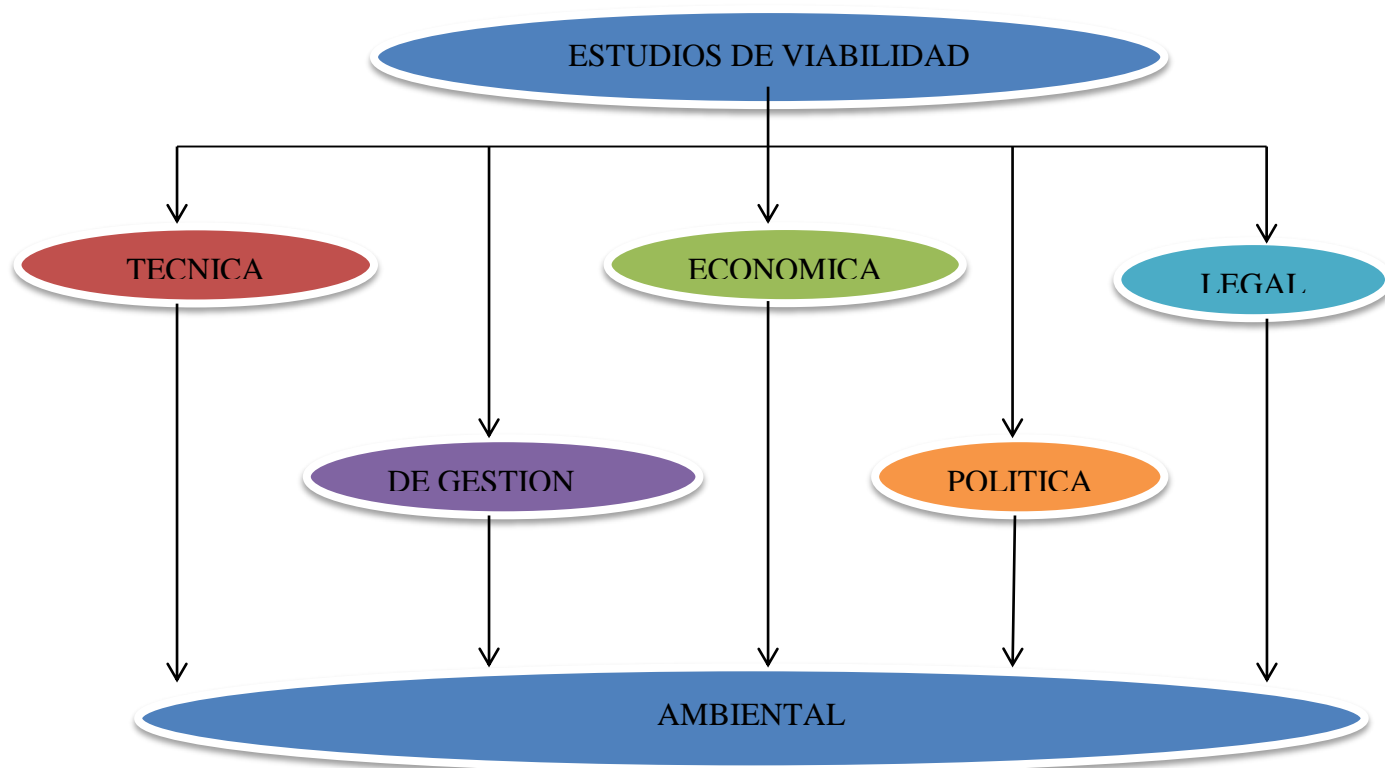 ESTUDIOS DE VIABILIDAD
TECNICA
ECONOMICA
LEGAL
DE GESTION
POLITICA
AMBIENTAL